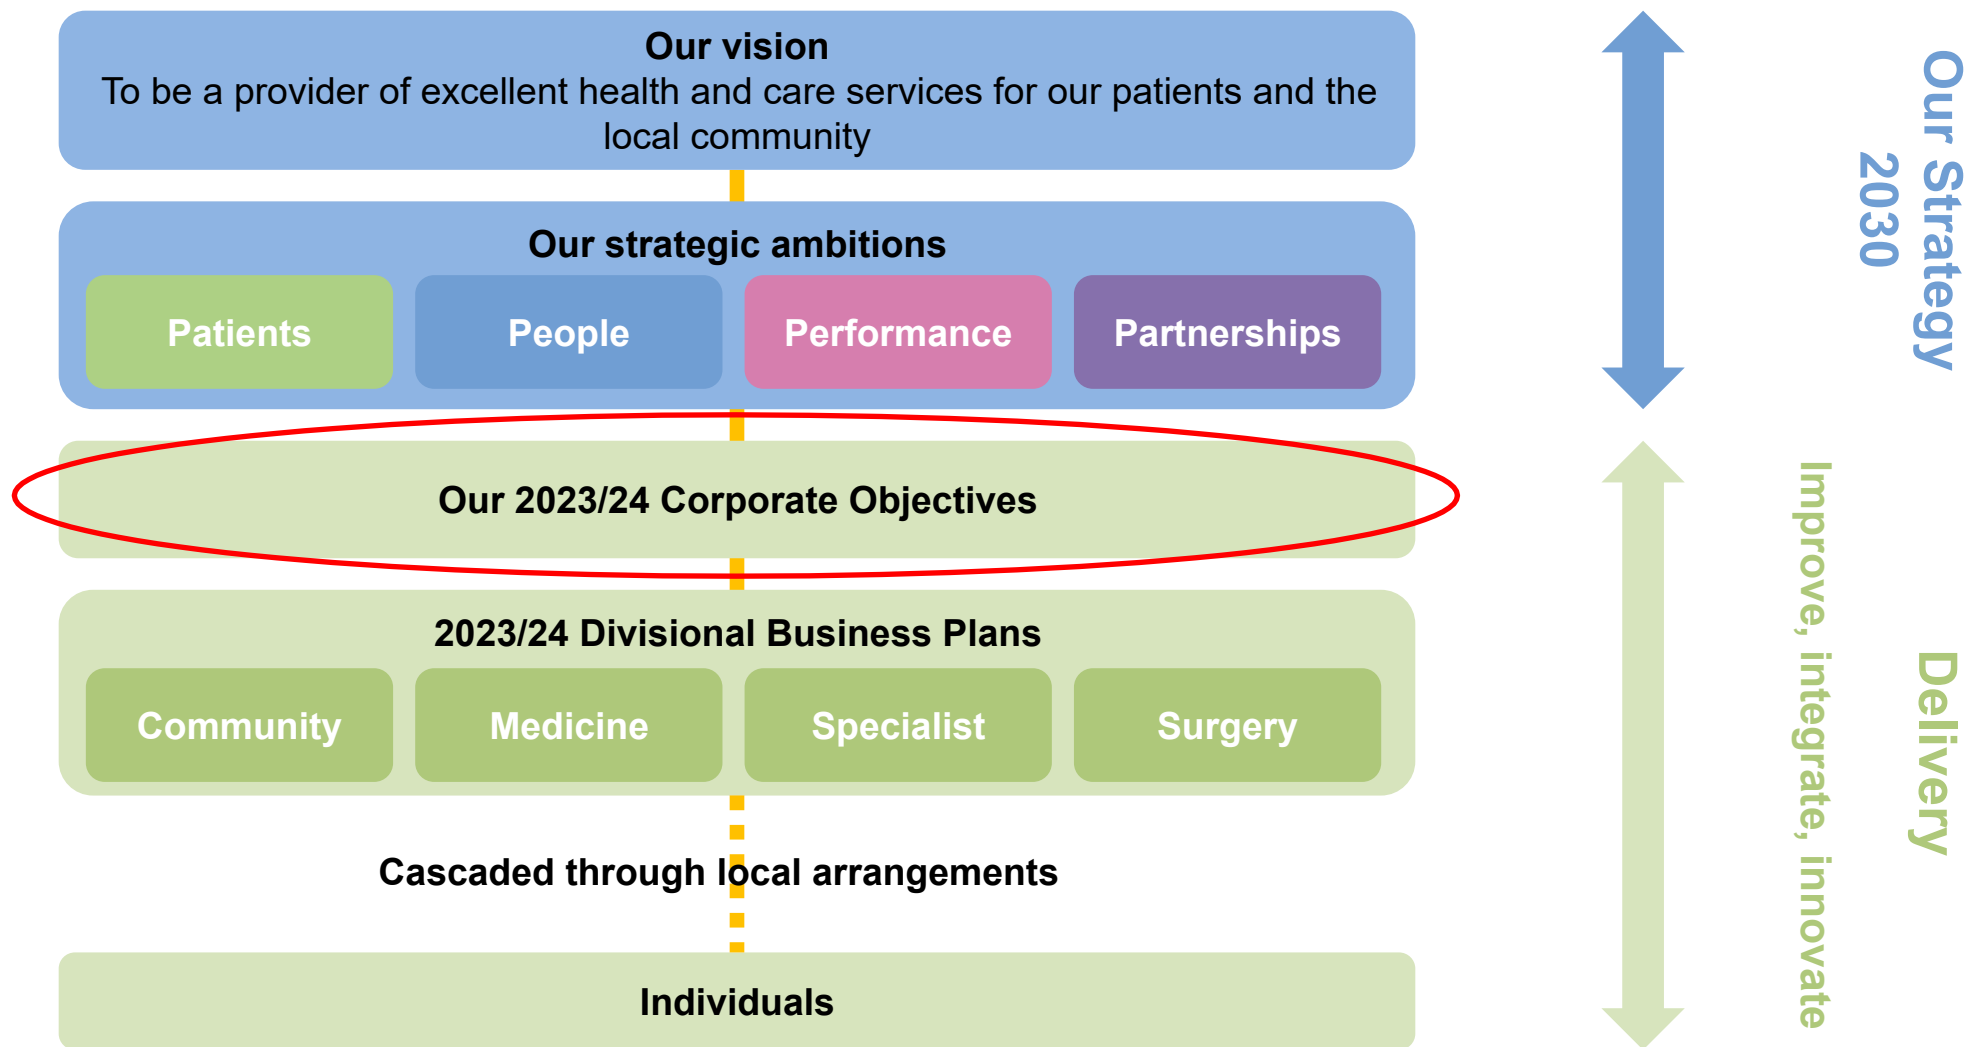 Our vision
To be a provider of excellent health and care services for our patients and the
local community
Our strategic ambitions
Patients
People
Performance
Partnerships
Our 2023/24 Corporate Objectives
2023/24 Divisional Business Plans
Community
Medicine
Specialist
Surgery
Cascaded through local arrangements
Individuals
Our Strategy
2030
Delivery
Improve, integrate, innovate